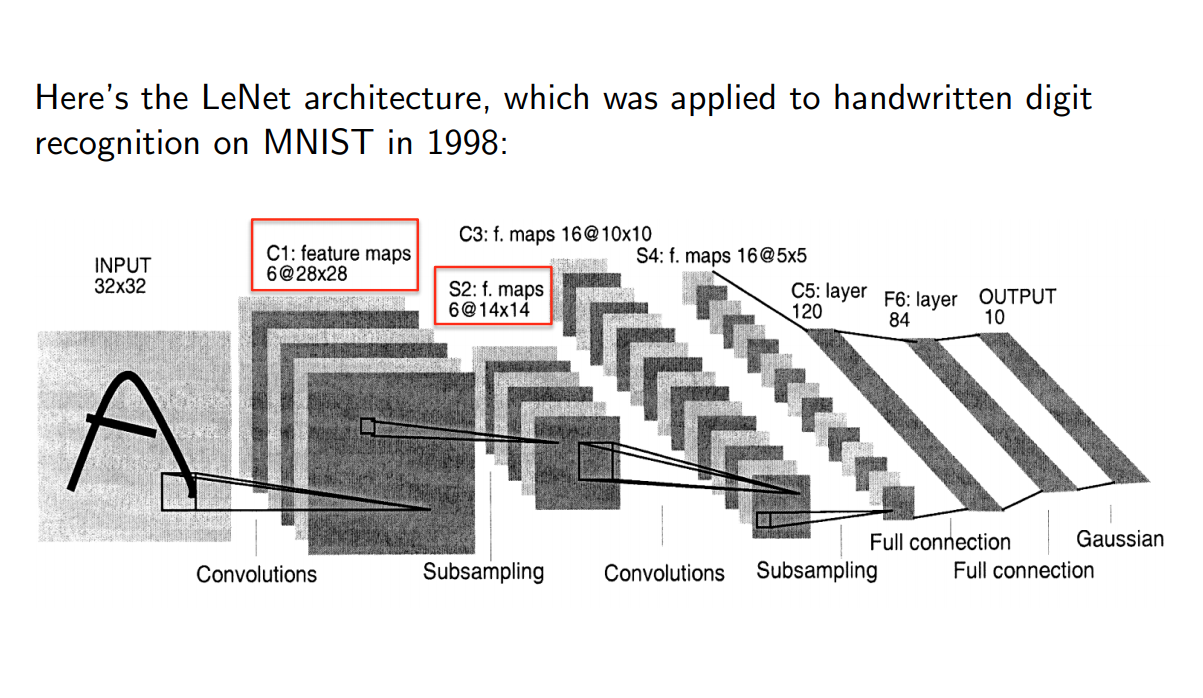 Here's the LeNet architecture, which was applied to handwritten digit
recognition on MNIST in 1998:
INPUT
32x32
C1: feature maps
6@28x28
S2: f. maps
6@14x14
C3: f. maps 16@10x10
S4: f. maps 16@5x5
C5: layer
120
F6: layer
84
OUTPUT
10
Convolutions
Subsampling
Convolutions
Subsampling
Full connection
Full connection
Gaussian